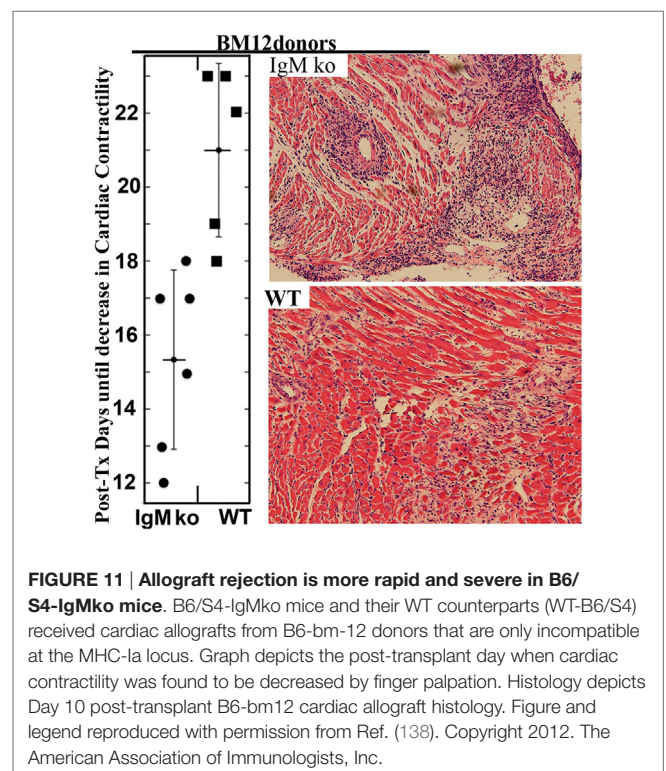 BM12donors
IgM ko
WT
Post-Tx Days until decrease in Cardiac Contractility
22
20
18
16
14
12
IgM ko WT
FIGURE 11 | Allograft rejection is more rapid and severe in B6/
S4-IgMko mice. B6/S4-IgMko mice and their WT counterparts (WT-B6/S4)
received cardiac allografts from B6-bm-12 donors that are only incompatible
at the MHC-Ia locus. Graph depicts the post-transplant day when cardiac
contractility was found to be decreased by finger palpation. Histology depicts
Day 10 post-transplant B6-bm12 cardiac allograft histology. Figure and
legend reproduced with permission from Ref. (138). Copyright 2012. The
American Association of Immunologists, Inc.